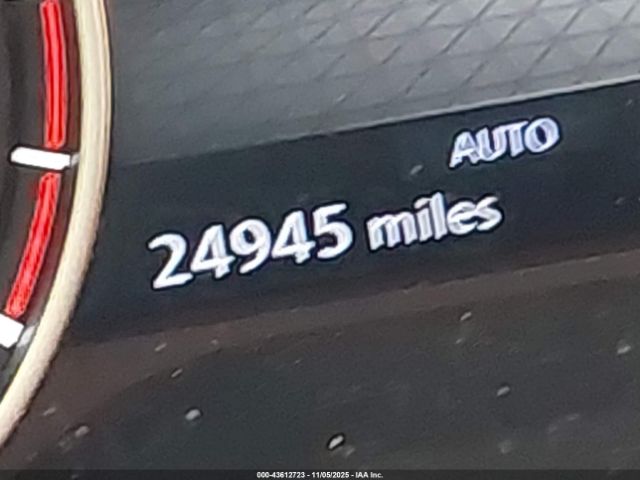 AUTO
24945 miles
000-43612723 - 11/05/2025 - IAA Inc.